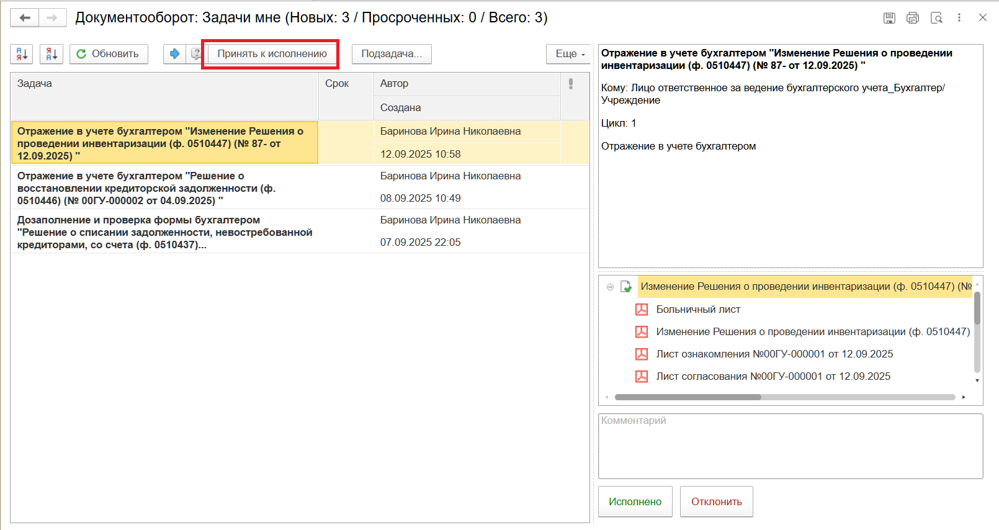 Документооборот: Задачи мне (Новых: 3 / Просроченных: 0 / Всего: 3)
Обновить
Принять к исполнению
Подзадача...
Еще
Задача
Срок
Автор
Создана
Отражение в учете бухгалтером "Изменение Решения о
проведении инвентаризации (ф. 0510447) (№ 87- от
12.09.2025) "
Баринова Ирина Николаевна
12.09.2025 10:58
Отражение в учете бухгалтером "Решение о
восстановлении кредиторской задолженности (ф.
0510446) (№ 00ГУ-000002 от 04.09.2025) "
Баринова Ирина Николаевна
08.09.2025 10:49
Дозаполнение и проверка формы бухгалтером
"Решение о списании задолженности, невостребованной
кредиторами, со счета (ф. 0510437)...
Баринова Ирина Николаевна
07.09.2025 22:05
Отражение в учете бухгалтером "Изменение Решения о проведении
инвентаризации (ф. 0510447) (№ 87- от 12.09.2025) "
Кому: Лицо ответственное за ведение бухгалтерского учета_Бухгалтер/
Учреждение
Цикл: 1
Отражение в учете бухгалтером
Изменение Решения о проведении инвентаризации (ф. 0510447) (№
Больничный лист
Изменение Решения о проведении инвентаризации (ф. 0510447)
Лист ознакомления №00ГУ-000001 от 12.09.2025
Лист согласования №00ГУ-000001 от 12.09.2025
Комментарий
Исполнено
Отклонить